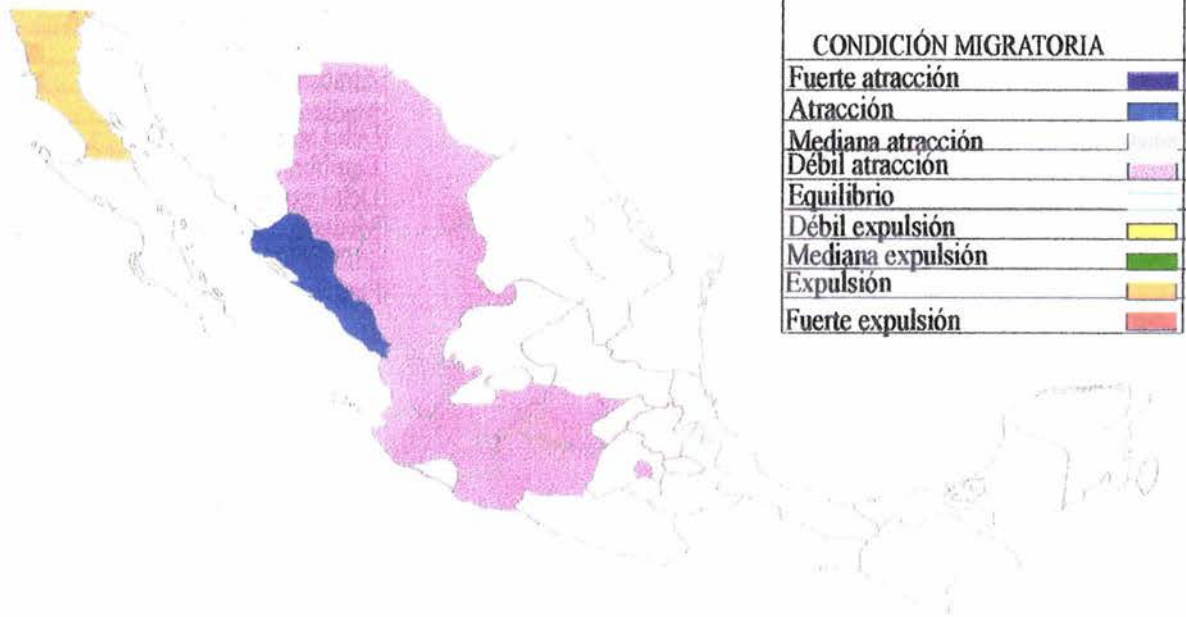 CONDICIÓN MIGRATORIA
Fuerte atracción
Atracción
Mediana atracción
Débil atracción
Equilibrio
Débil expulsión
Mediana expulsión
Expulsión
Fuerte expulsión